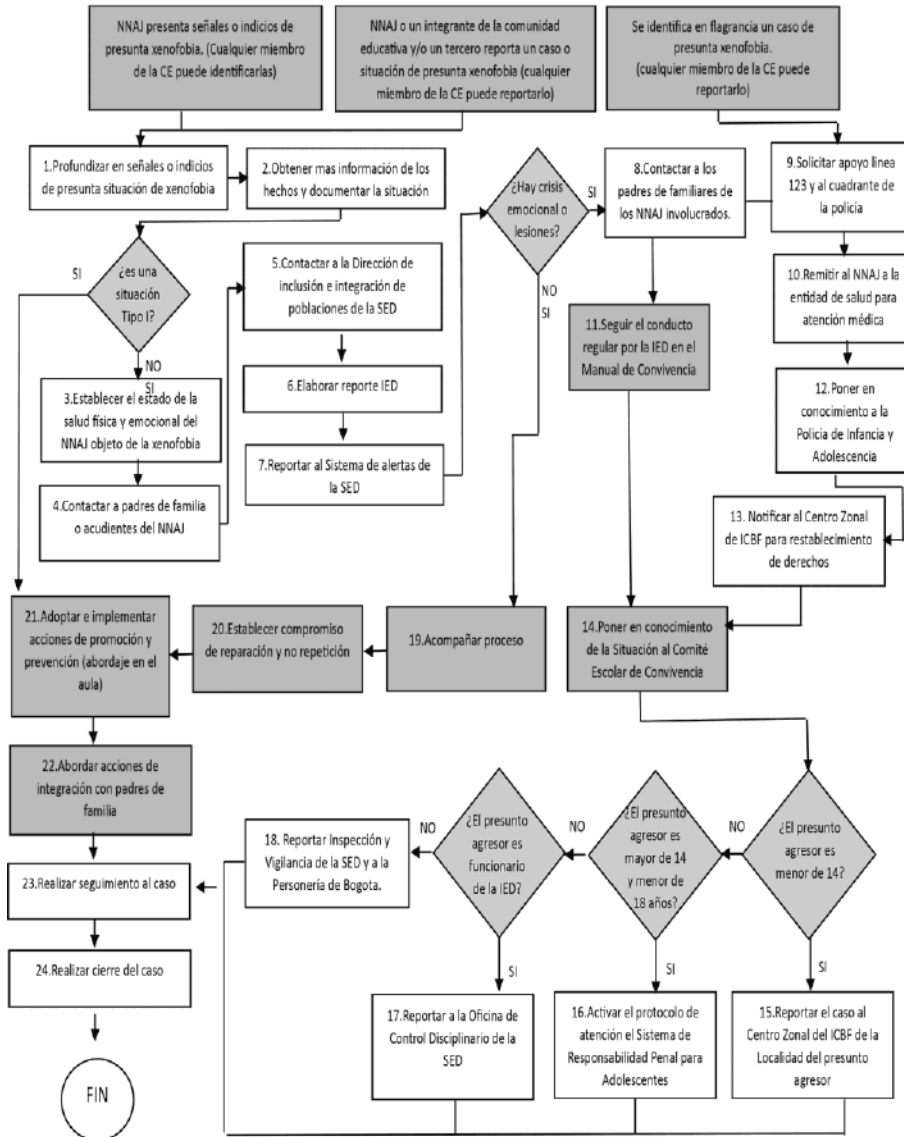 NNAJ presenta señales o indicios
de presunta xenofobia. (Cualquier miembro
de la CE puede identificarlas)
NNAJ o un integrante de la comunidad
educativa y/o un tercero reporta un caso o
situación de presunta xenofobia (cualquier
miembro de la CE puede reportarlo)
Se identifica en flagrancia un caso de
presunta xenofobia.
(cualquier miembro de la CE puede
reportarlo)
1.Profundizar en señales o indicios
de presunta situación de xenofobia
2.Obtener mas información de los
hechos y documentar la situación
¿Hay crisis
emocional o
lesiones?
SI
8.Contactar a los
padres de familiares de
los NNAJ involucrados.
9.Solicitar apoyo linea
123 y al cuadrante de
la policía
SI
¿es una
situación
Tipo I?
NO
SI
5.Contactar a la Dirección de
inclusión e integración de
poblaciones de la SED
NO
SI
10.Remitir al NNAJ a la
entidad de salud para
atención médica
11.Seguir el conducto
regular por la IED en el
Manual de Convivencia
6.Elaborar reporte IED
3.Establecer el estado de la
salud física y emocional del
NNAJ objeto de la xenofobia
12.Poner en
conocimiento a la
Policia de Infancia y
Adolescencia
7.Reportar al Sistema de alertas de
la SED
4.Contactar a padres de familia
o acudientes del NNAJ
13. Notificar al Centro Zonal
de ICBF para restablecimiento
de derechos
21.Adoptar e implementar
acciones de promoción y
prevención (abordaje en el
aula)
20.Establecer compromiso
de reparación y no repetición
19.Acompañar proceso
14.Poner en conocimiento
de la Situación al Comité
Escolar de Convivencia
22.Abordar acciones de
integración con padres de
familia
23.Realizar seguimiento al caso
18. Reportar Inspección y
Vigilancia de la SED y a la
Personería de Bogota.
NO
¿El presunto
agresor es
funcionario
de la IED?
NO
¿El presunto
agresor es
mayor de 14
y menor de
18 años?
NO
¿El presunto
agresor es
menor de 14?
24.Realizar cierre del caso
SI
SI
SI
17.Reportar a la Oficina de
Control Disciplinario de la
SED
16.Activar el protocolo de
atención el Sistema de
Responsabilidad Penal para
Adolescentes
15.Reportar el caso al
Centro Zonal del ICBF de la
Localidad del presunto
agresor
FIN